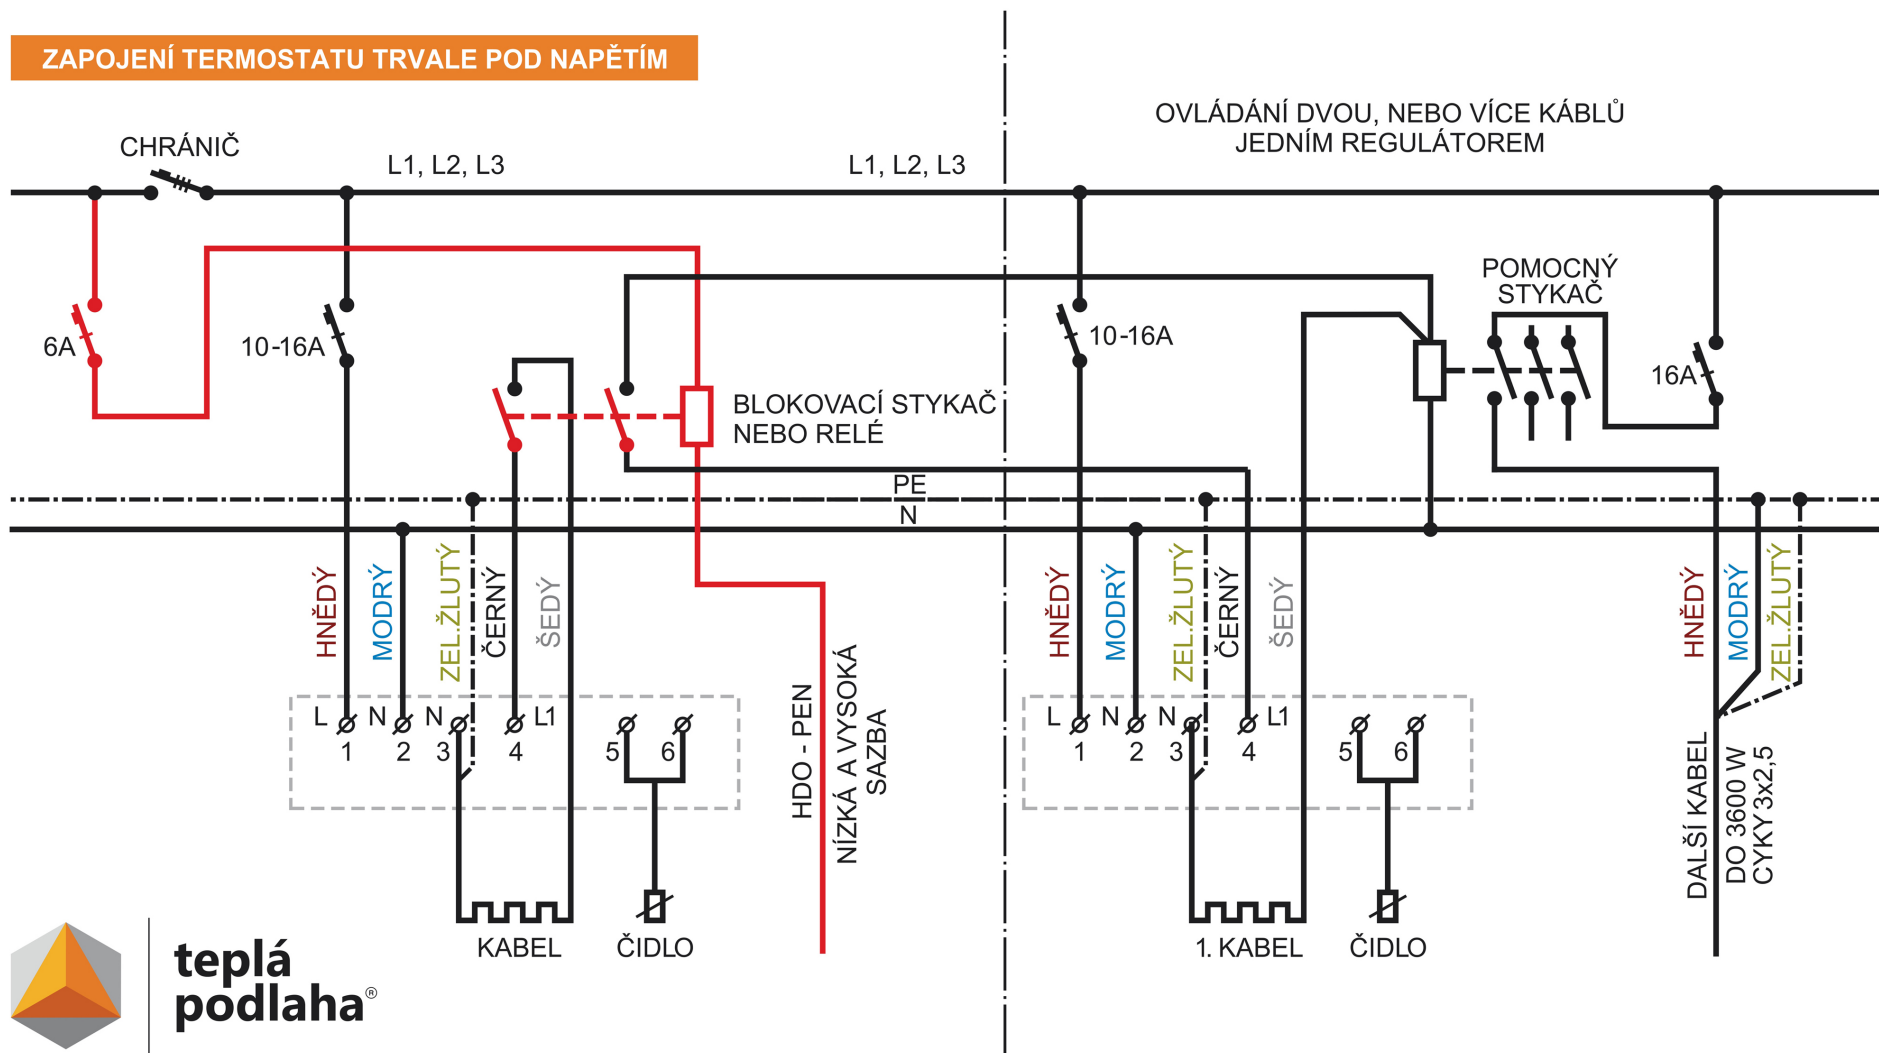 ZAPOJENÍ TERMOSTATU TRVALE POD NAPĚTÍM
OVLÁDÁNÍ DVOU, NEBO VÍCE KÁBLŮ
JEDNÍM REGULÁTOREM
CHRÁNIČ
L1, L2, L3
L1, L2, L3
POMOCNÝ
STYKAČ
6A
10-16A
10-16A
16A
BLOKOVACÍ STYKAČ
NEBO RELÉ
PE
N
HNĚDÝ
MODRÝ
ZEL.ŽLUTÝ
ČERNÝ
ŠEDÝ
HNĚDÝ
MODRÝ
ZEL.ŽLUTÝ
ČERNÝ
ŠEDÝ
HNĚDÝ
MODRÝ
ZEL.ŽLUTÝ
L N N L1
1 2 3 4 5 6
HDO - PEN
NÍZKÁ A VYSOKÁ
SAZBA
L N N L1
1 2 3 4 5 6
DALŠÍ KABEL
DO 3600 W
CYKY 3x2,5
KABEL
ČIDLO
1. KABEL
ČIDLO
teplá
podlaha®